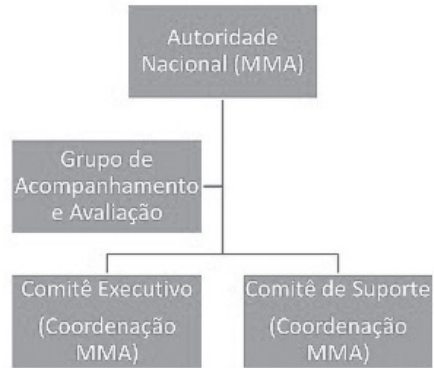 Autoridade
Nacional (MMA)
Grupo de
Acompanhamento
e Avaliação
Comitê Executivo
(Coordenação
MMA)
Comitê de Suporte
(Coordenação
MMA)